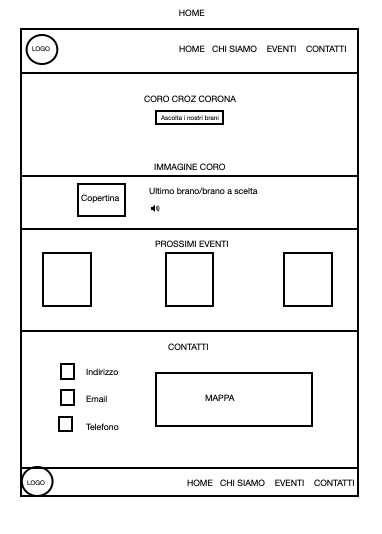 HOME
LOGO
HOME CHI SIAMO EVENTI CONTATTI
CORO CROZ CORONA
Ascolta i nostri brani
IMMAGINE CORO
Copertina
Ultimo brano/brano a scelta
PROSSIMI EVENTI
CONTATTI
Indirizzo
Email
Telefono
MAPPA
LOGO
HOME CHI SIAMO EVENTI CONTATTI